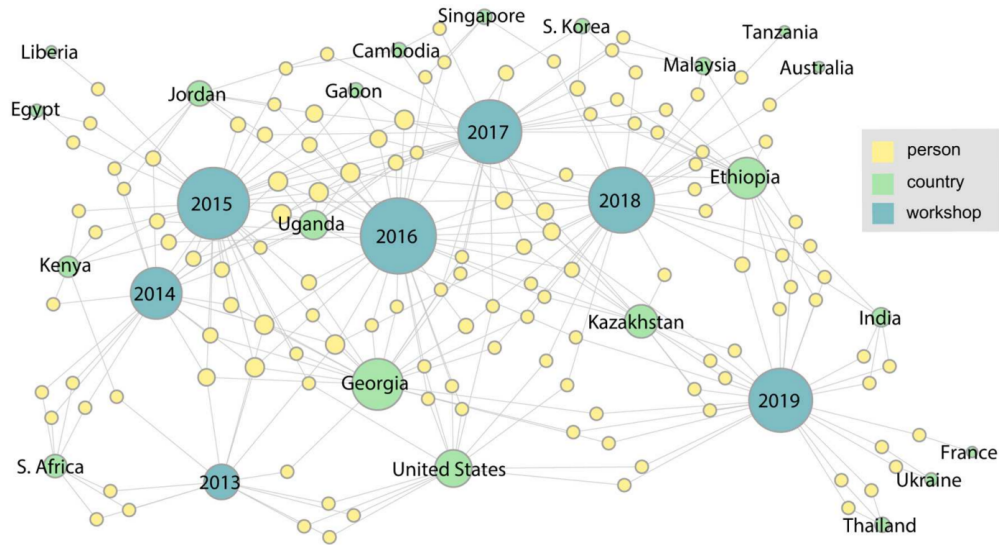 Singapore
S. Korea
Tanzania
Liberia
Cambodia
Malaysia
Australia
Jordan
Gabon
Egypt
2017
person
country
workshop
Ethiopia
2015
2018
Uganda
2016
Kenya
2014
Kazakhstan
India
Georgia
2019
S. Africa
United States
2013
France
Ukraine
Thailand